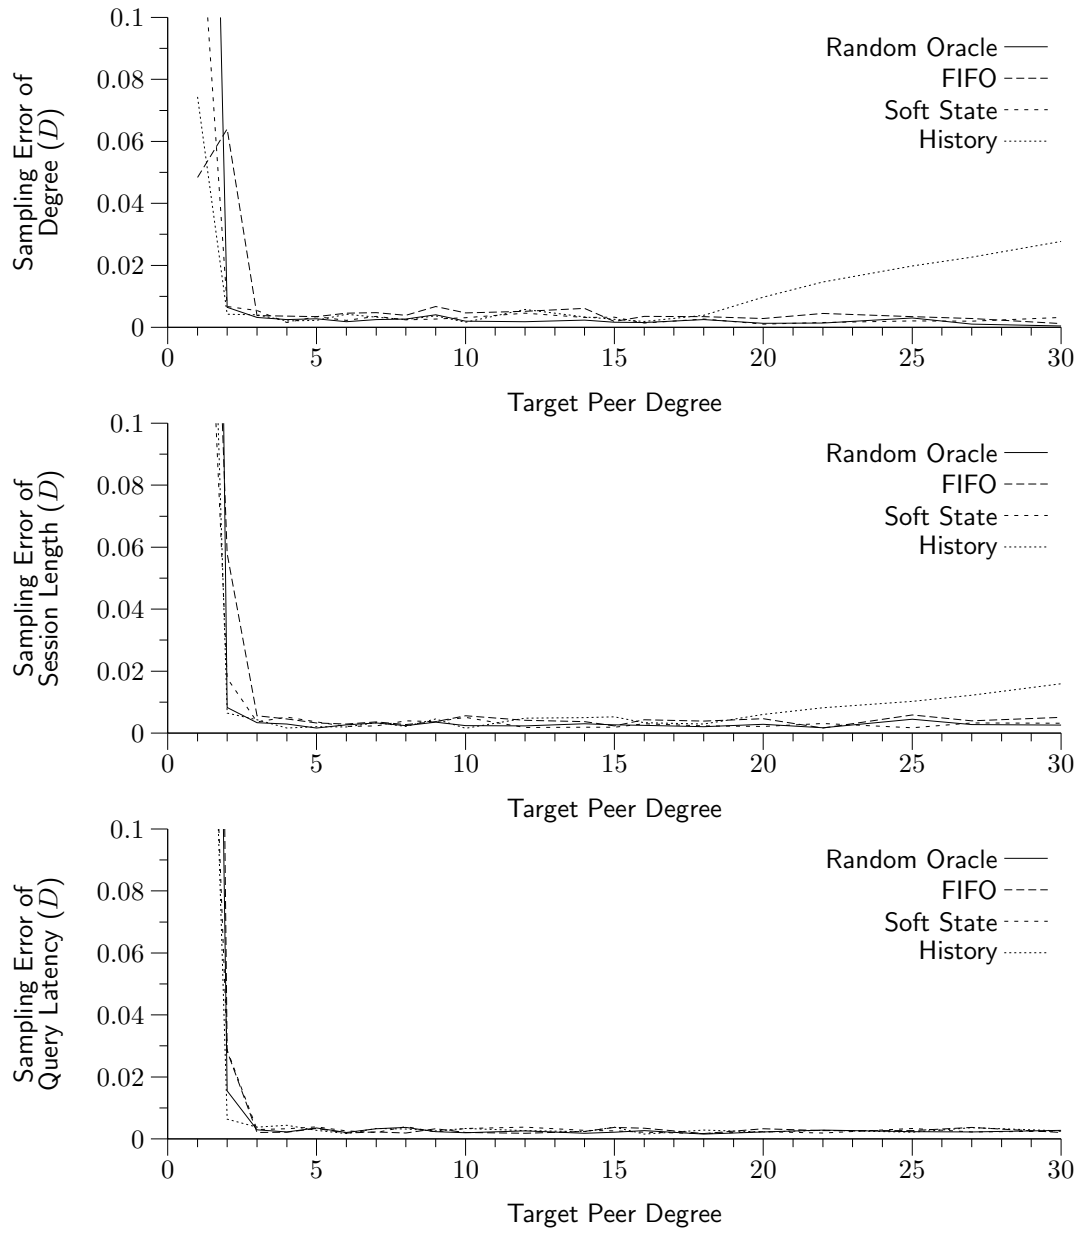 0.1
0.08
0.06
0.04
0.02
0
Sampling Error of
Degree (D)
Random Oracle
FIFO
Soft State
History
0 5 10 15 20 25 30
Target Peer Degree
0.1
0.08
0.06
0.04
0.02
0
Sampling Error of
Session Length (D)
Random Oracle
FIFO
Soft State
History
0 5 10 15 20 25 30
Target Peer Degree
0.1
0.08
0.06
0.04
0.02
0
Sampling Error of
Query Latency (D)
Random Oracle
FIFO
Soft State
History
0 5 10 15 20 25 30
Target Peer Degree